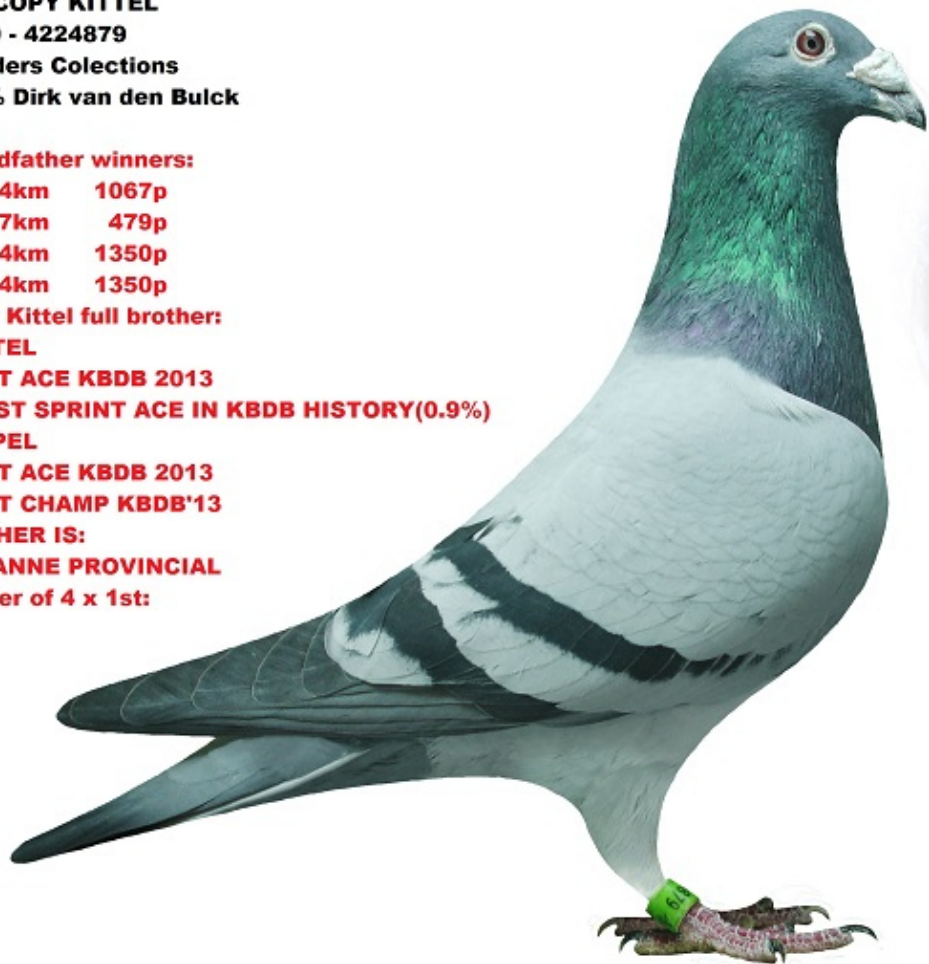 COPY KITTEL
- 4224879
ders Colections
% Dirk van den Bulck
dfather winners:
4km 1067p
7km 479p
4km 1350p
4km 1350p
Kittel full brother:
TEL
T ACE KBDB 2013
ST SPRINT ACE IN KBDB HISTORY(0.9%)
PEL
T ACE KBDB 2013
T CHAMP KBDB'13
HER IS:
ANNE PROVINCIAL
er of 4 x 1st:
879